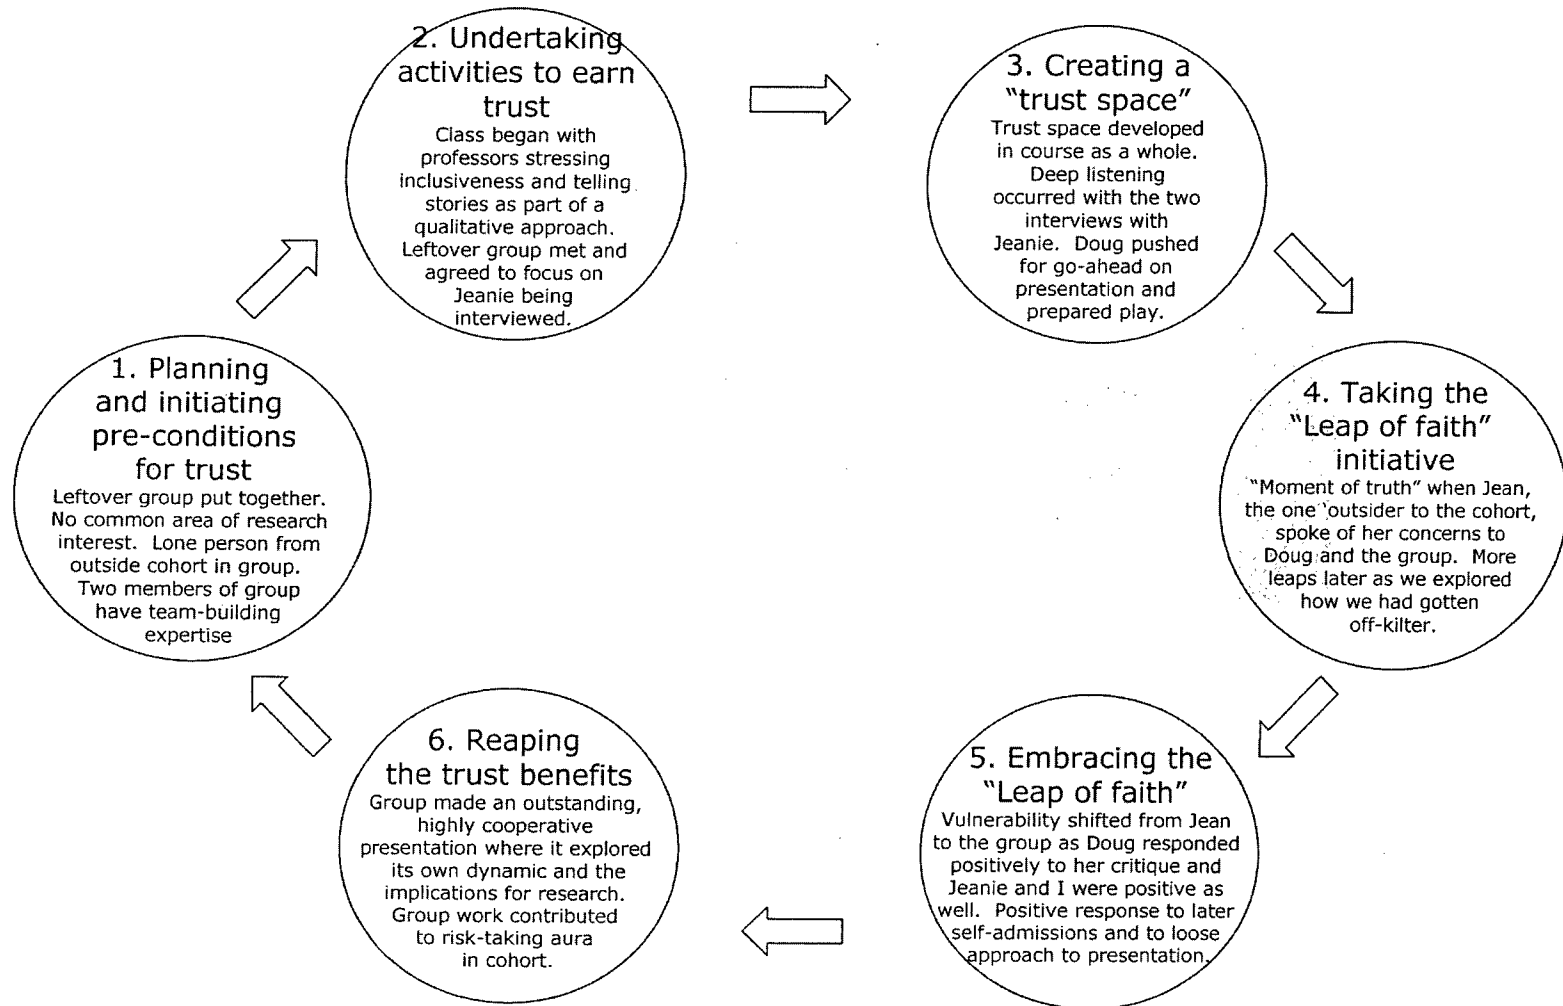 1. Planning
and initiating
pre-conditions
for trust
Leftover group put together.
No common area of research
interest.  Lone person from
outside cohort in group.
Two members of group
have team-building
expertise
2. Undertaking
activities to earn
trust
Class began with
professors stressing
inclusiveness and telling
stories as part of a
qualitative approach.
Leftover group met and
agreed to focus on
Jeanie being
interviewed.
3. Creating a
"trust space"
Trust space developed
in course as a whole.
Deep listening
occurred with the two
interviews with
Jeanie.  Doug pushed
for go-ahead on
presentation and
prepared play.
4. Taking the
"Leap of faith"
initiative
"Moment of truth" when Jean,
the one outsider to the cohort,
spoke of her concerns to
Doug and the group.  More
leaps later as we explored
how we had gotten
off-kilter.
5. Embracing the
"Leap of faith"
Vulnerability shifted from Jean
to the group as Doug responded
positively to her critique and
Jeanie and I were positive as
well.  Positive response to later
self-admissions and to loose
approach to presentation.
6. Reaping
the trust benefits
Group made an outstanding,
highly cooperative
presentation where it explored
its own dynamic and the
implications for research.
Group work contributed
to risk-taking aura
in cohort.